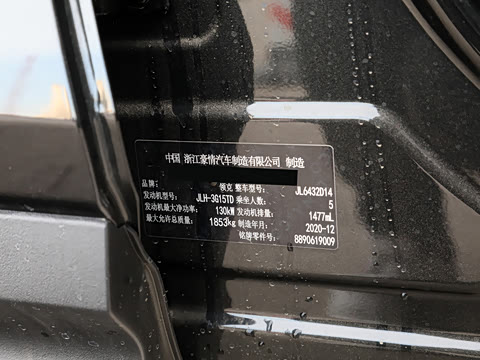 中国 浙江豪情汽车制造有限公司 制造
品牌: 领克 整车型号: JL6432D14
发动机型号: JLH-3G15TD 乘坐人数: 5
发动机最大净功率: 130kW 发动机排量: 1477mL
最大允许总质量: 1853kg 制造年月: 2020-12
铭牌零件号: 8890619009